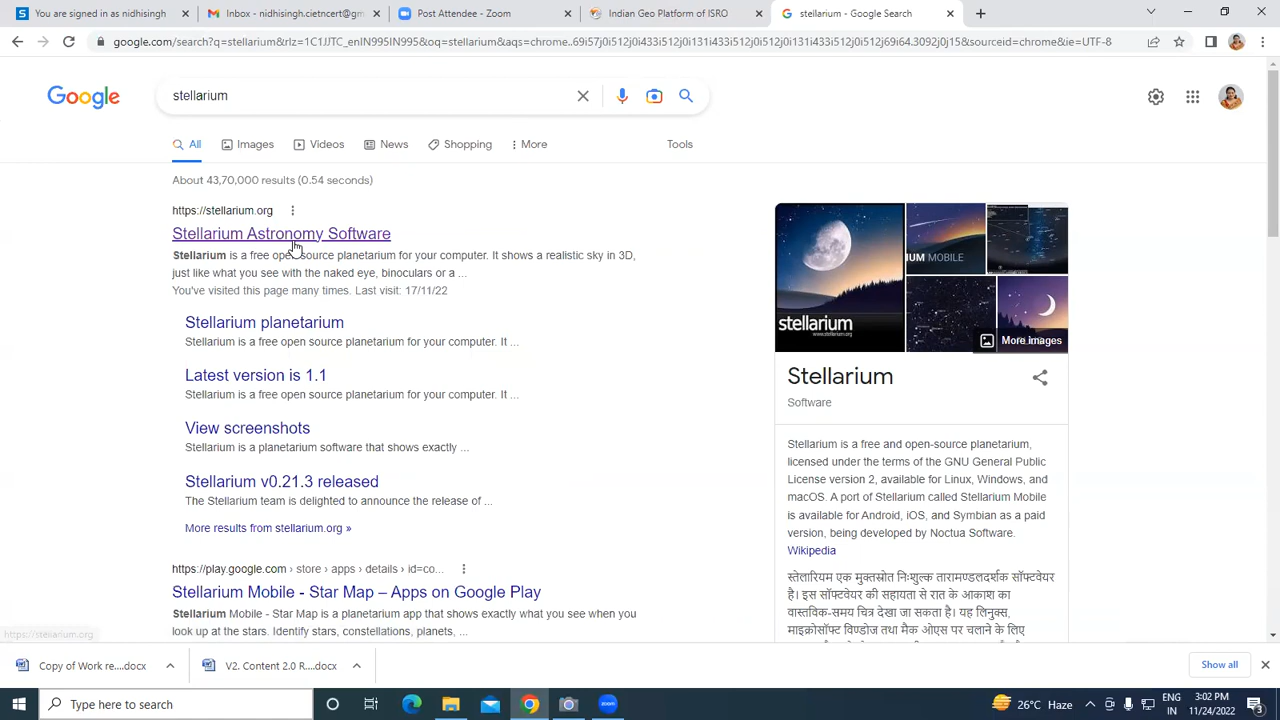 You are signed in as nidhisingh
Inbox - nidhisingh.cietncert@gm
Post Attendee - Zoom
Indian Geo Platform of ISRO
stellarium - Google Search
google.com/search?q=stellarium&rlz=1C1JJTC_enIN995IN995&oq=stellarium&aqs=chrome..69i57j0i512j0i433i512j0i131i433i512j0i512j0i131i433i512j0i512j69i64.3092j0j15&sourceid=chrome&ie=UTF-8
Google
stellarium
All Images Videos News Shopping More Tools
About 43,70,000 results (0.54 seconds)
https://stellarium.org
Stellarium Astronomy Software
Stellarium is a free open source planetarium for your computer. It shows a realistic sky in 3D,
just like what you see with the naked eye, binoculars or a ...
You've visited this page many times. Last visit: 17/11/22
Stellarium planetarium
Stellarium is a free open source planetarium for your computer. It ...
Latest version is 1.1
Stellarium is a free open source planetarium for your computer. It ...
View screenshots
Stellarium is a planetarium software that shows exactly ...
Stellarium v0.21.3 released
The Stellarium team is delighted to announce the release of ...
More results from stellarium.org »
https://play.google.com › store › apps › details › id=co...
Stellarium Mobile - Star Map – Apps on Google Play
Stellarium Mobile - Star Map is a planetarium app that shows exactly what you see when you
look up at the stars. Identify stars, constellations, planets, ...
stellarium
www.stellarium.org
IUM MOBILE
More images
Stellarium
Software
Stellarium is a free and open-source planetarium,
licensed under the terms of the GNU General Public
License version 2, available for Linux, Windows, and
macOS. A port of Stellarium called Stellarium Mobile
is available for Android, iOS, and Symbian as a paid
version, being developed by Noctua Software.
Wikipedia
स्तेलारियम एक मुक्तस्रोत निःशुल्क तारामण्डलदर्शक सॉफ्टवेयर
है। इस सॉफ्टवेयर की सहायता से रात के आकाश का
वास्तविक-समय चित्र देखा जा सकता है। यह लिनुक्स,
माइक्रोसॉफ्ट विण्डोज तथा मैक ओएस पर चलाने के लिए
https://stellarium.org
Copy of Work re....docx
V2. Content 2.0 R....docx
Show all
Type here to search
zoom
26°C Haze
ENG
IN
3:02 PM
11/24/2022
3